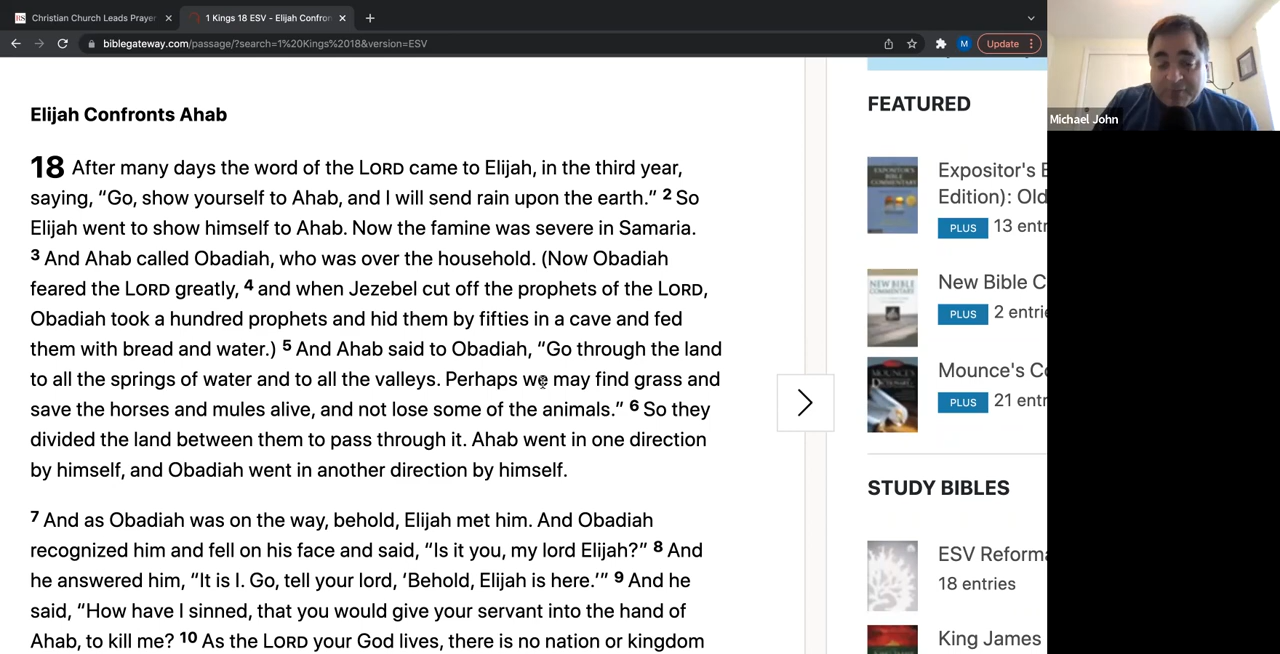 Christian Church Leads Prayer
1 Kings 18 ESV - Elijah Confron
Update
biblegateway.com/passage/?search=1%20Kings%2018&version=ESV
M
Michael John
Elijah Confronts Ahab
18 After many days the word of the LORD came to Elijah, in the third year,
saying, “Go, show yourself to Ahab, and I will send rain upon the earth.” 2 So
Elijah went to show himself to Ahab. Now the famine was severe in Samaria.
3 And Ahab called Obadiah, who was over the household. (Now Obadiah
feared the LORD greatly, 4 and when Jezebel cut off the prophets of the LORD,
Obadiah took a hundred prophets and hid them by fifties in a cave and fed
them with bread and water.) 5 And Ahab said to Obadiah, “Go through the land
to all the springs of water and to all the valleys. Perhaps we may find grass and
save the horses and mules alive, and not lose some of the animals.” 6 So they
divided the land between them to pass through it. Ahab went in one direction
by himself, and Obadiah went in another direction by himself.
7 And as Obadiah was on the way, behold, Elijah met him. And Obadiah
recognized him and fell on his face and said, “Is it you, my lord Elijah?” 8 And
he answered him, “It is I. Go, tell your lord, ‘Behold, Elijah is here.’” 9 And he
said, “How have I sinned, that you would give your servant into the hand of
Ahab, to kill me? 10 As the LORD your God lives, there is no nation or kingdom
FEATURED
EXPOSITOR'S
BIBLE
COMMENTARY
Expositor's B
Edition): Old
PLUS 13 entr
NEW BIBLE
COMMENTARY
New Bible C
PLUS 2 entrie
MOUNCE'S
Mounce's Co
PLUS 21 entr
STUDY BIBLES
ESV Reforma
18 entries
King James